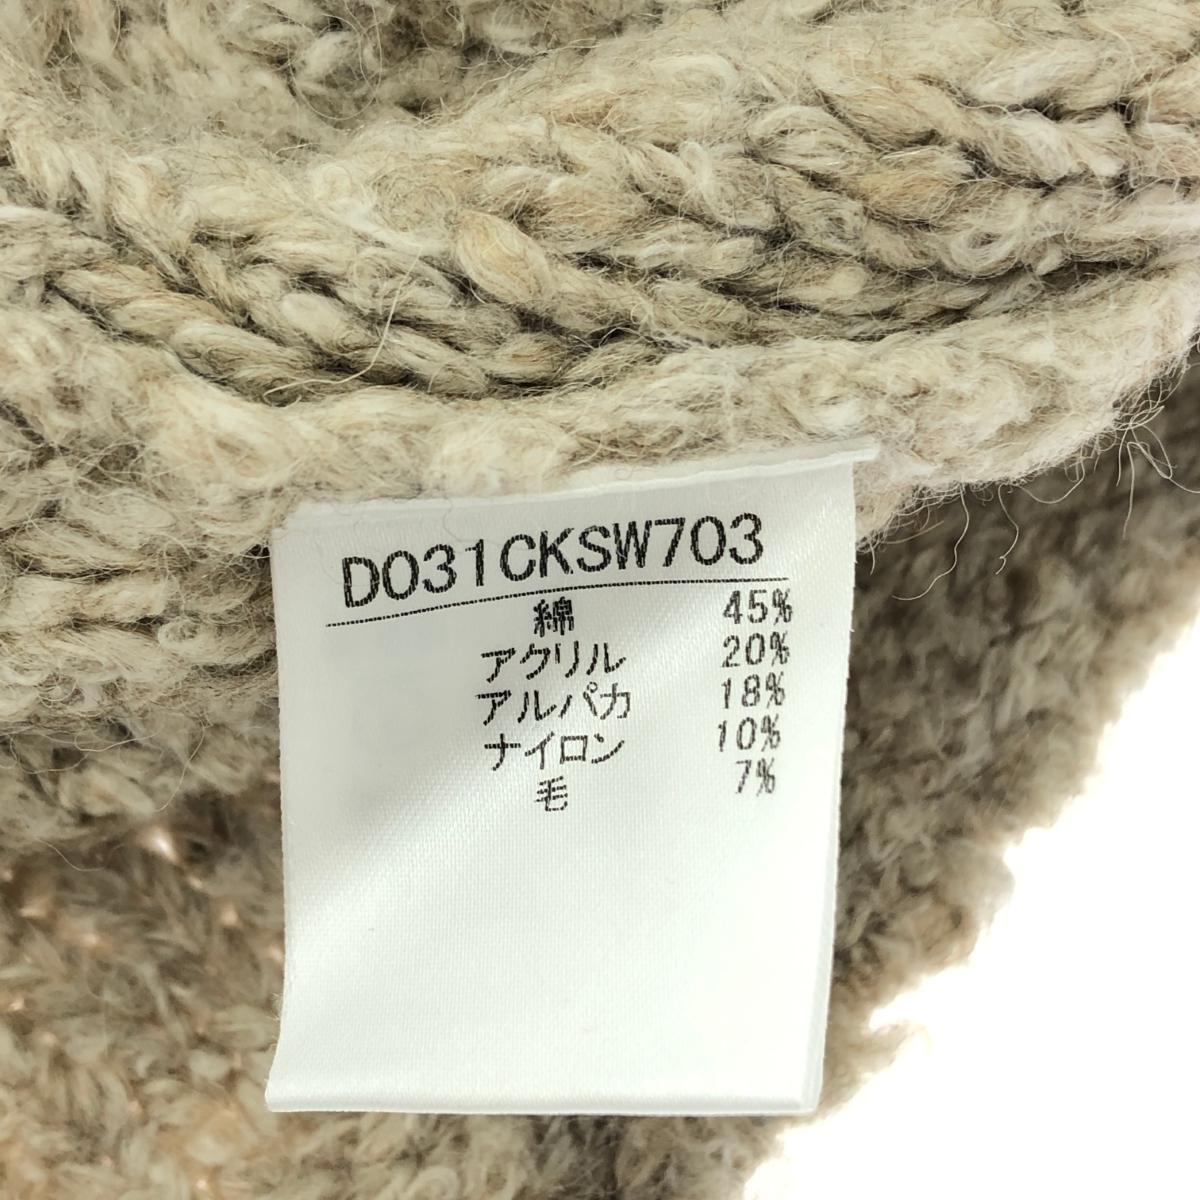 D031CKSW703
綿 45%
アクリル 20%
アルパカ 18%
ナイロン 10%
毛 7%